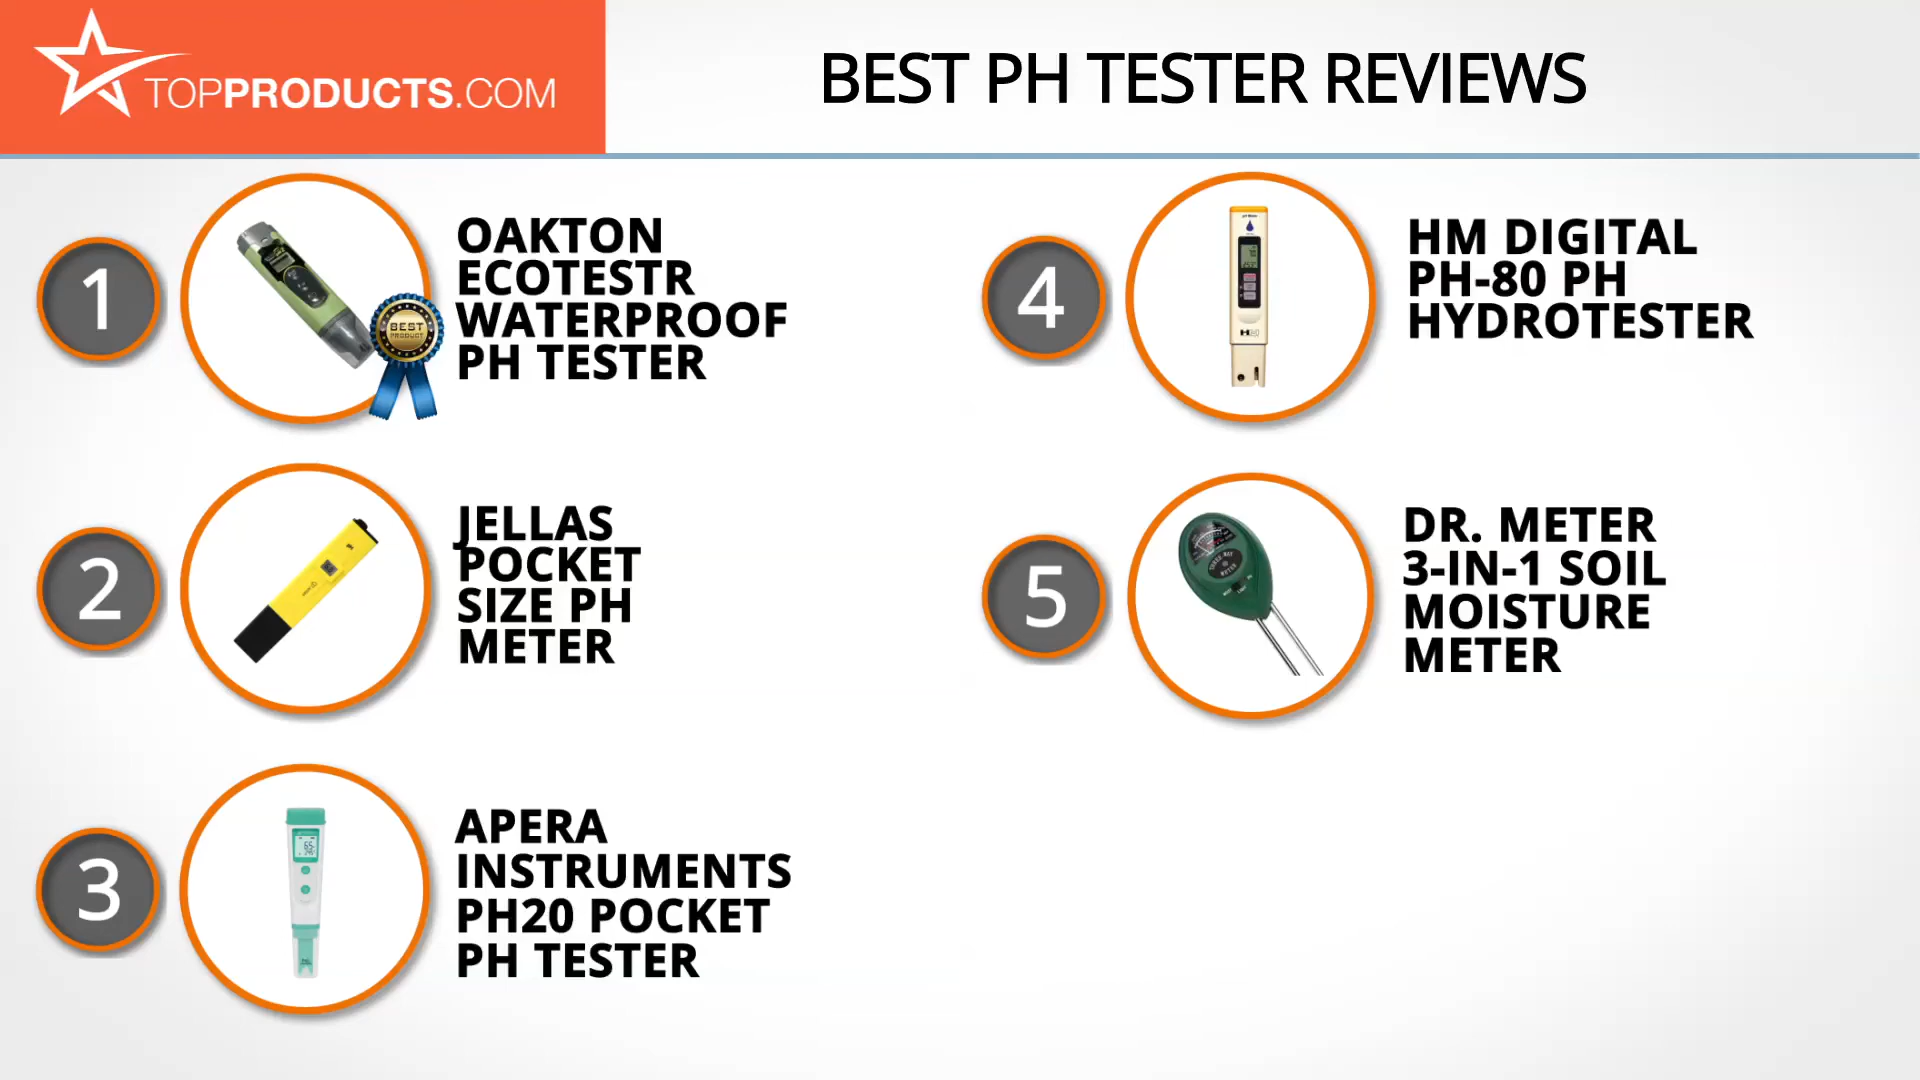 TOPPRODUCTS.COM
BEST PH TESTER REVIEWS
1
OAKTON
ECOTESTR
WATERPROOF
PH TESTER
BEST
PRODUCT
2
JELLAS
POCKET
SIZE PH
METER
3
APERA
INSTRUMENTS
PH20 POCKET
PH TESTER
4
HM DIGITAL
PH-80 PH
HYDROTESTER
5
DR. METER
3-IN-1 SOIL
MOISTURE
METER